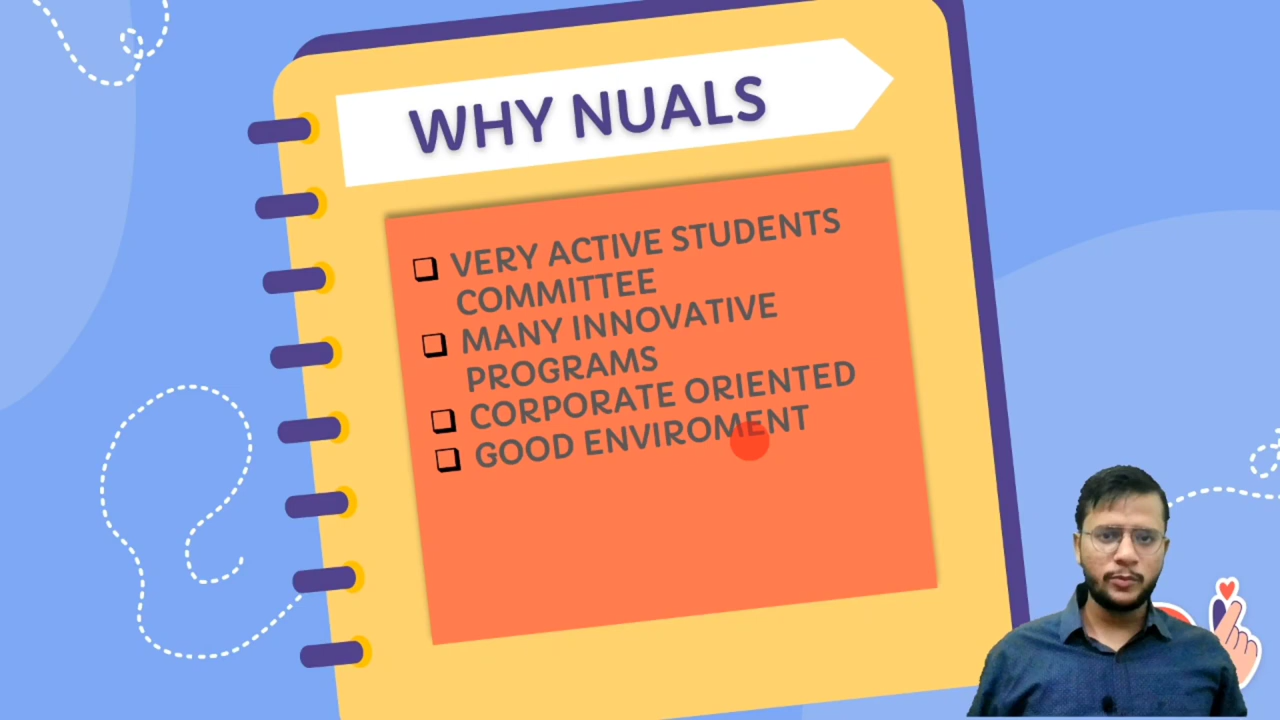 WHY NUALS
VERY ACTIVE STUDENTS
COMMITTEE
MANY INNOVATIVE
PROGRAMS
CORPORATE ORIENTED
GOOD ENVIROMENT